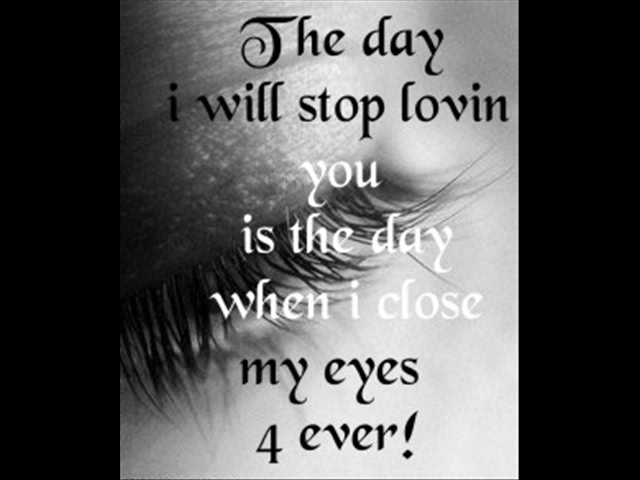 The day
i will stop lovin
you
is the day
when i close
my eyes
4 ever!